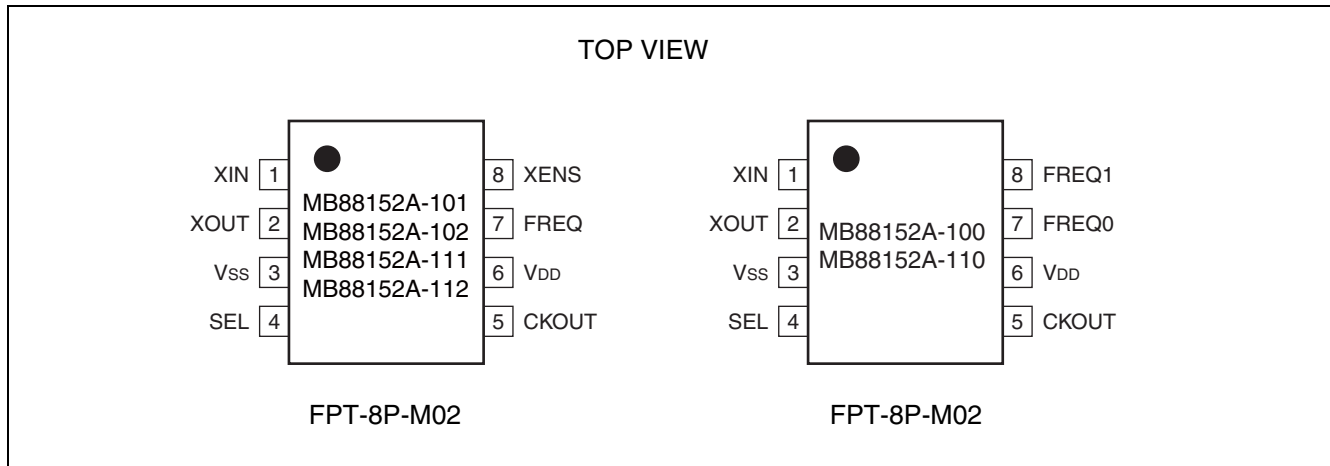 TOP VIEW
XIN 1
XOUT 2
VSS 3
SEL 4
MB88152A-101
MB88152A-102
MB88152A-111
MB88152A-112
8 XENS
7 FREQ
6 VDD
5 CKOUT
FPT-8P-M02
XIN 1
XOUT 2
VSS 3
SEL 4
MB88152A-100
MB88152A-110
8 FREQ1
7 FREQ0
6 VDD
5 CKOUT
FPT-8P-M02